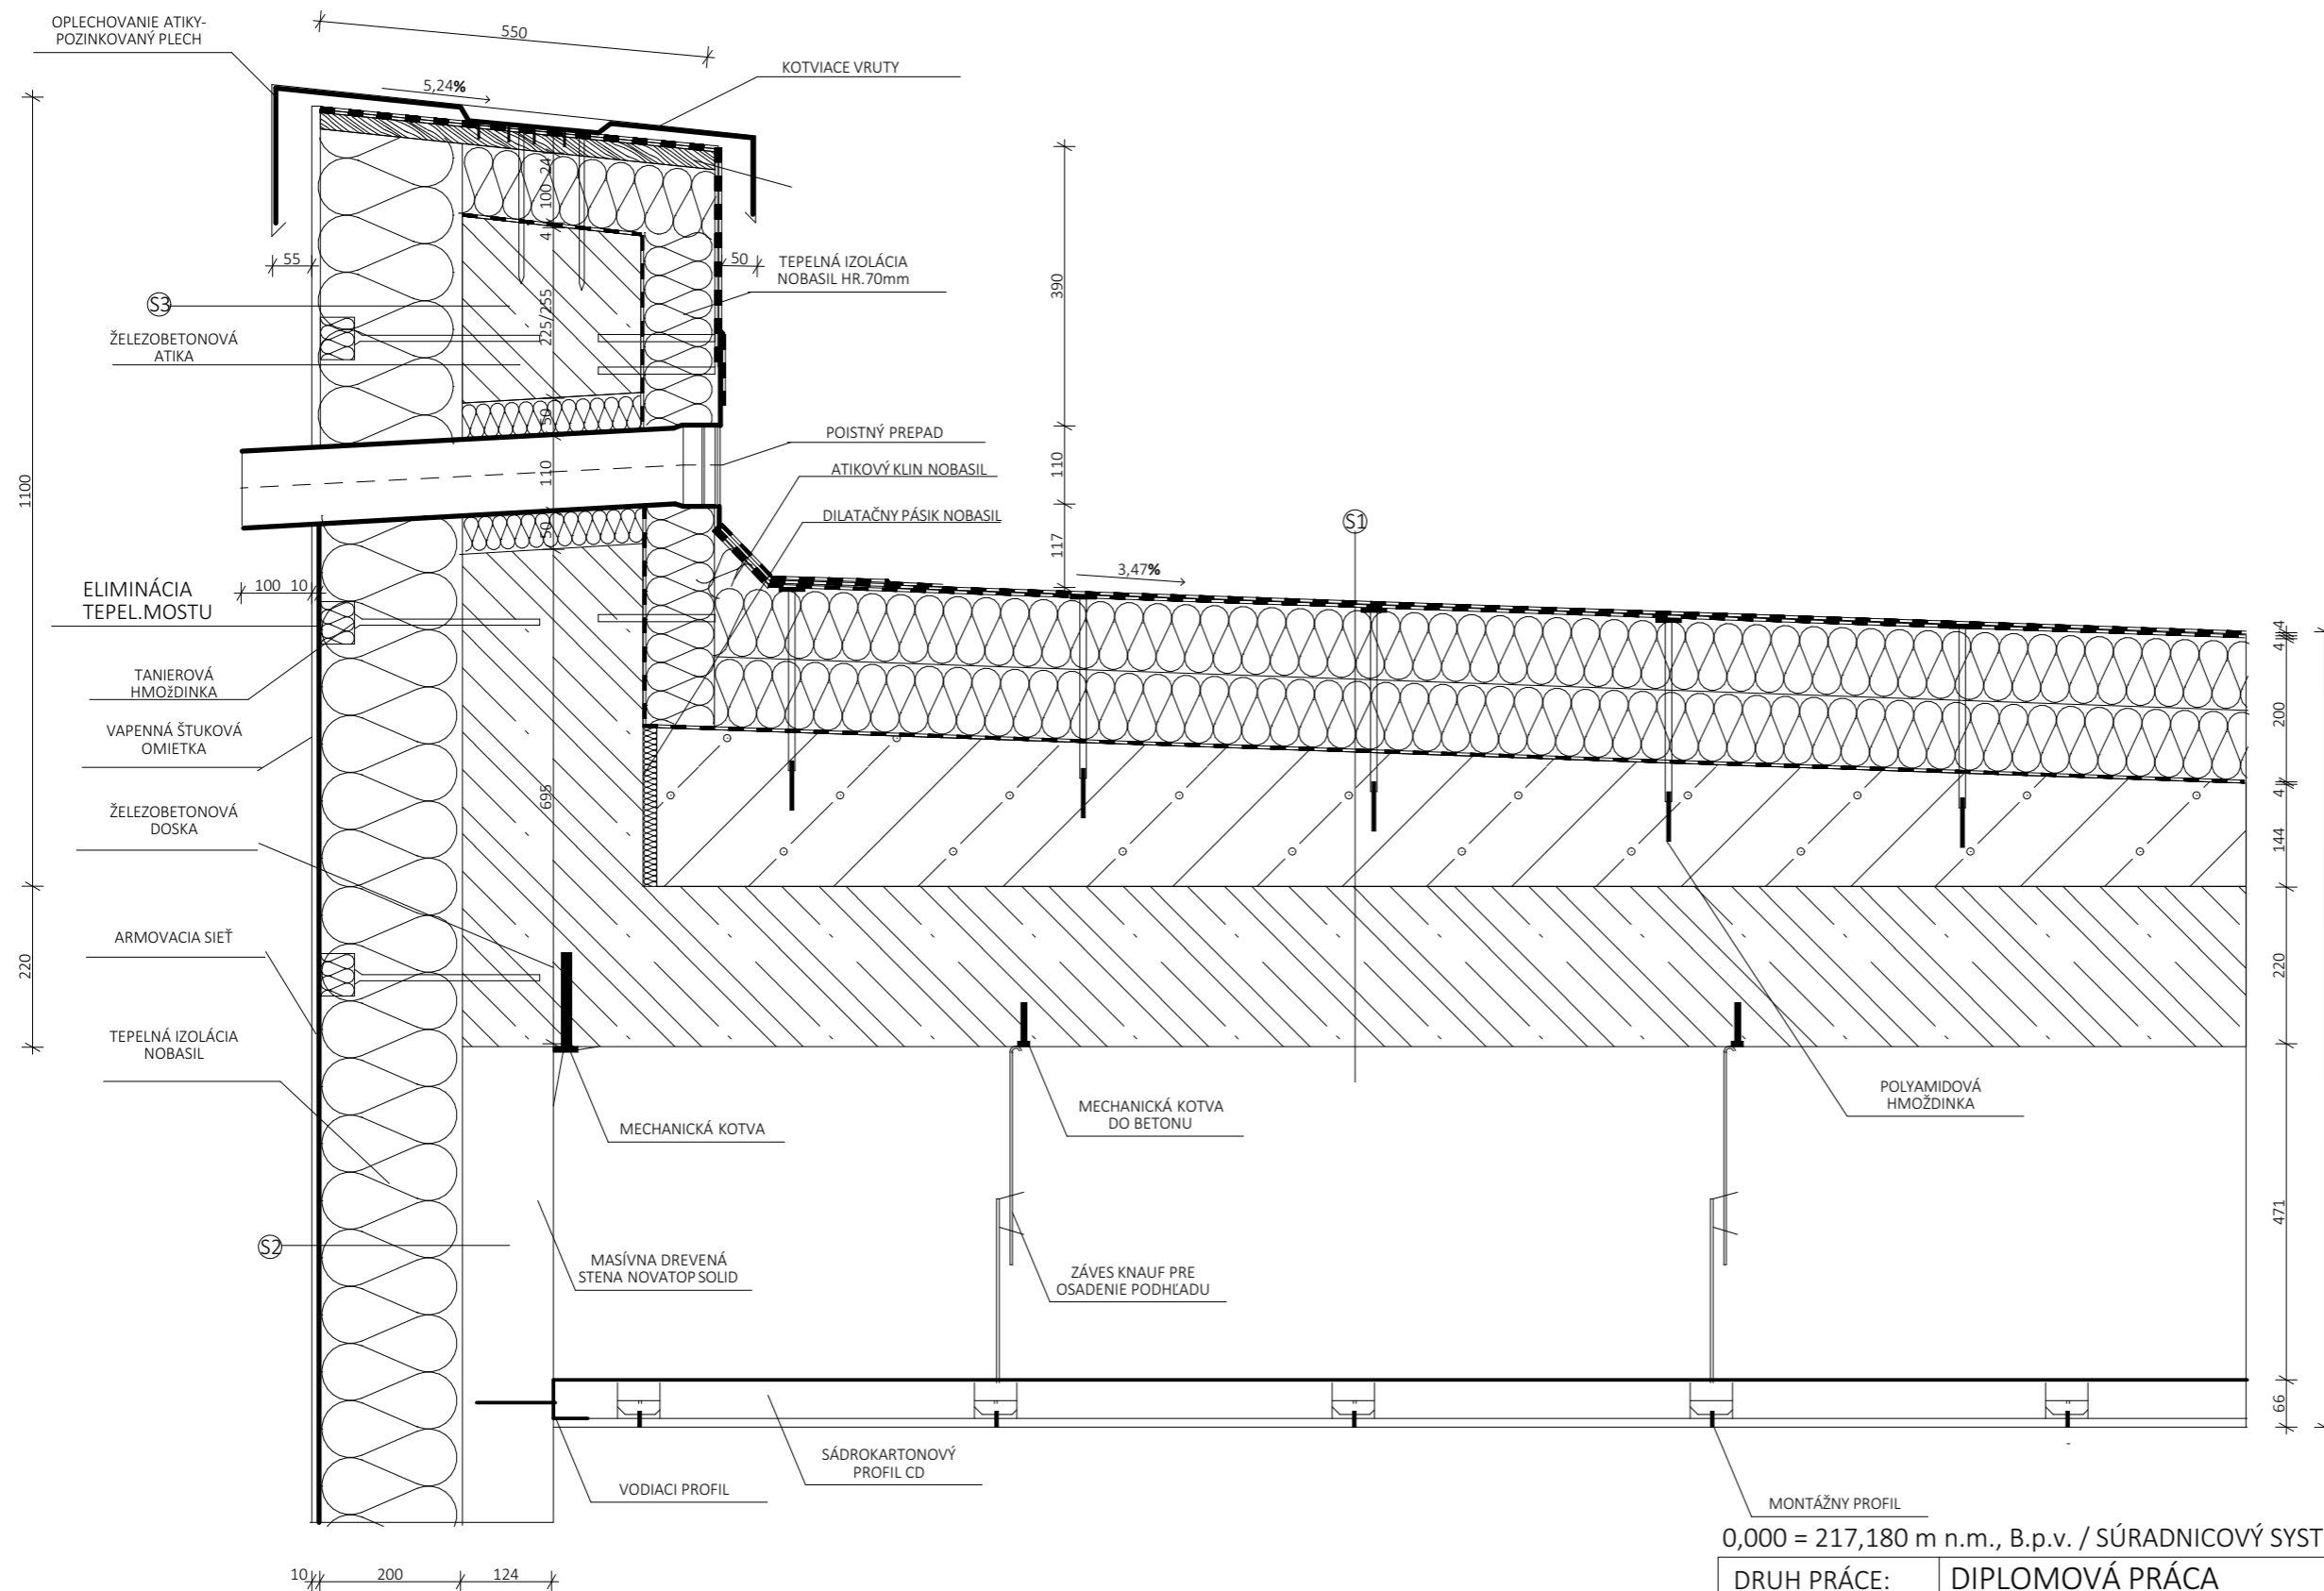 OPLECHOVANIE ATIKY-
POZINKOVANÝ PLECH
550
5,24%
KOTVIACE VRUTY
24
100
4
55
50
TEPELNÁ IZOLÁCIA
NOBASIL HR.70mm
390
S3
225/255
ŽELEZOBETONOVÁ
ATIKA
50
POISTNÝ PREPAD
ATIKOVÝ KLIN NOBASIL
110
110
1100
DILATAČNY PÁSIK NOBASIL
S1
50
117
3,47%
100 10
ELIMINÁCIA
TEPEL.MOSTU
4
4
TANIEROVÁ
HMOžDINKA
VAPENNÁ ŠTUKOVÁ
OMIETKA
200
695
4
ŽELEZOBETONOVÁ
DOSKA
144
ARMOVACIA SIEŤ
220
220
TEPELNÁ IZOLÁCIA
NOBASIL
POLYAMIDOVÁ
HMOŽDINKA
MECHANICKÁ KOTVA
MECHANICKÁ KOTVA
DO BETONU
471
S2
MASÍVNA DREVENÁ
STENA NOVATOP SOLID
ZÁVES KNAUF PRE
OSADENIE PODHĽADU
66
SÁDROKARTONOVÝ
PROFIL CD
VODIACI PROFIL
MONTÁŽNY PROFIL
0,000 = 217,180 m n.m., B.p.v. / SÚRADNICOVÝ SYST
10 200 124
DRUH PRÁCE: DIPLOMOVÁ PRÁCA